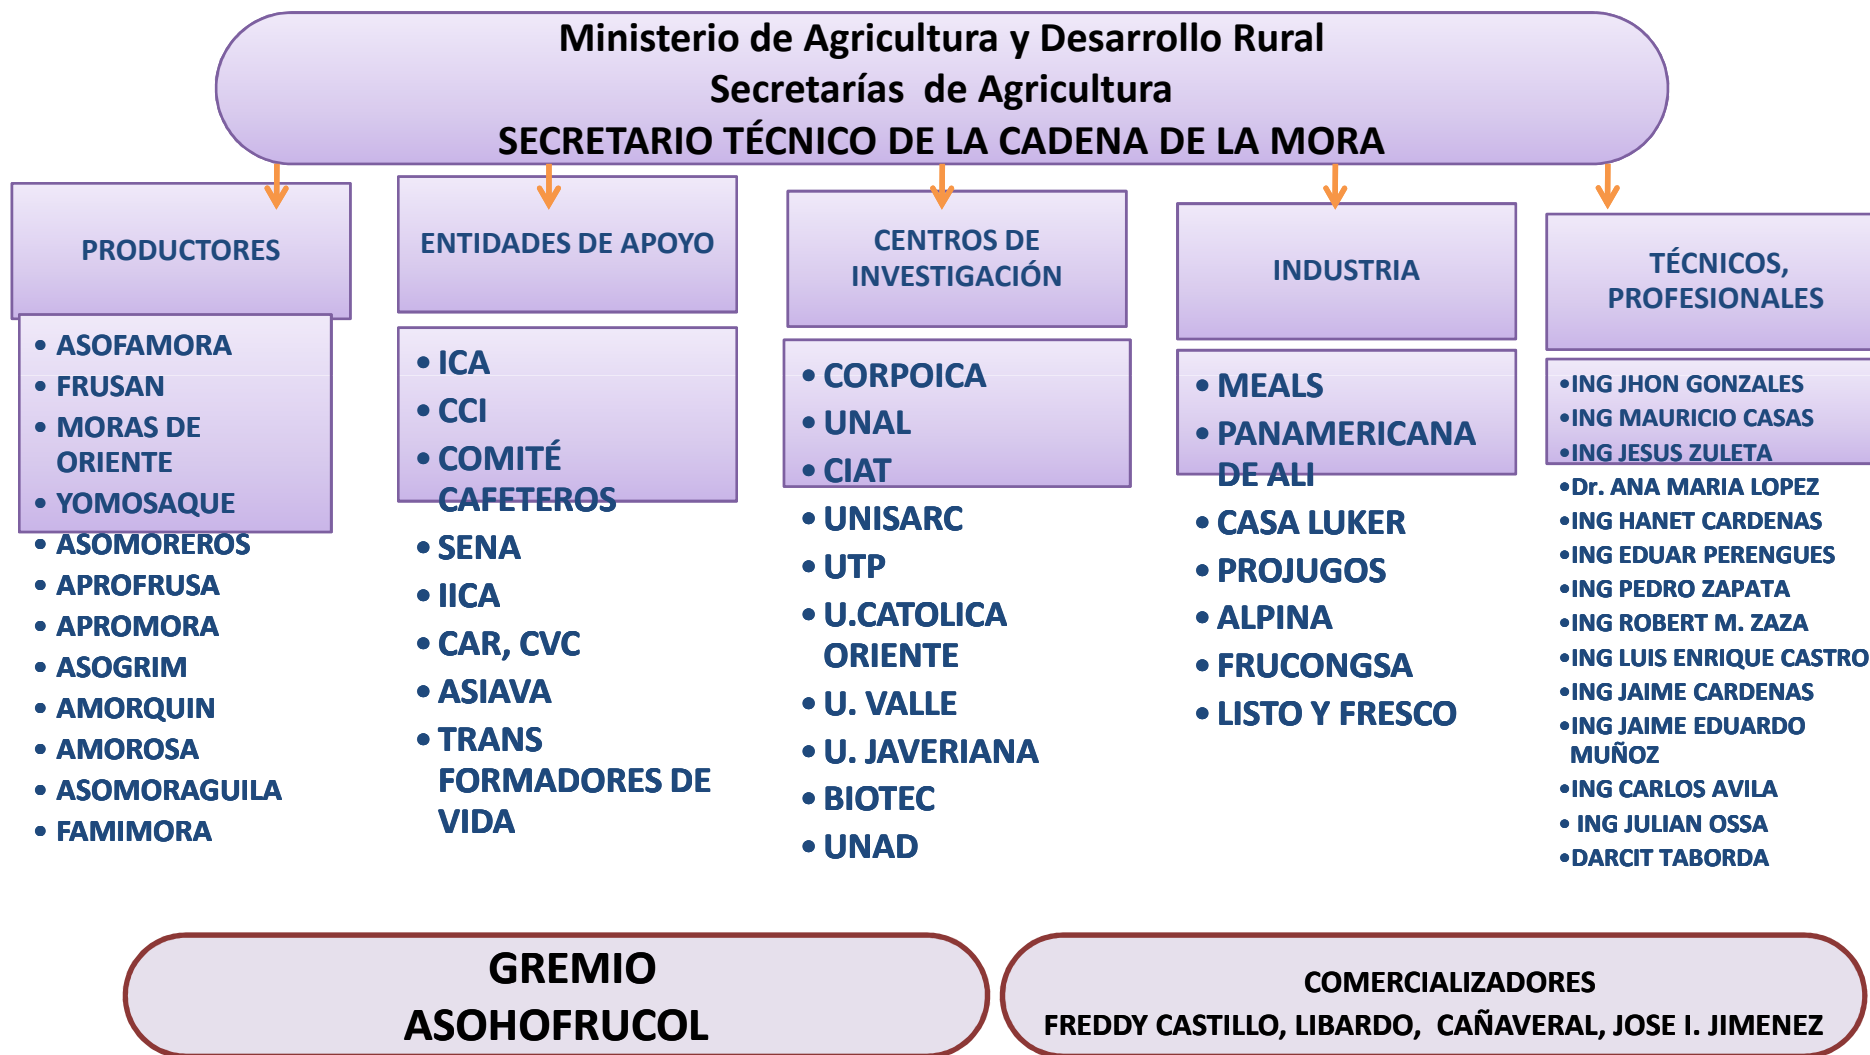 Ministerio de Agricultura y Desarrollo Rural
Secretarías de Agricultura
SECRETARIO TÉCNICO DE LA CADENA DE LA MORA
PRODUCTORES
• ASOFAMORA
• FRUSAN
• MORAS DE
ORIENTE
• YOMOSAQUE
• ASOMOREROS
• APROFRUSA
• APROMORA
• ASOGRIM
• AMORQUIN
• AMOROSA
• ASOMORAGUILA
• FAMIMORA
ENTIDADES DE APOYO
• ICA
• CCI
• COMITÉ
CAFETEROS
• SENA
• IICA
• CAR, CVC
• ASIAVA
• TRANS
FORMADORES DE
VIDA
CENTROS DE
INVESTIGACIÓN
• CORPOICA
• UNAL
• CIAT
• UNISARC
• UTP
• U.CATOLICA
ORIENTE
• U. VALLE
• U. JAVERIANA
• BIOTEC
• UNAD
INDUSTRIA
• MEALS
• PANAMERICANA
DE ALI
• CASA LUKER
• PROJUGOS
• ALPINA
• FRUCONGSA
• LISTO Y FRESCO
TÉCNICOS,
PROFESIONALES
•ING JHON GONZALES
•ING MAURICIO CASAS
•ING JESUS ZULETA
•Dr. ANA MARIA LOPEZ
•ING HANET CARDENAS
•ING EDUAR PERENGUES
•ING PEDRO ZAPATA
•ING ROBERT M. ZAZA
•ING LUIS ENRIQUE CASTRO
•ING JAIME CARDENAS
•ING JAIME EDUARDO
MUÑOZ
•ING CARLOS AVILA
• ING JULIAN OSSA
•DARCIT TABORDA
GREMIO
ASOHOFRUCOL
COMERCIALIZADORES
FREDDY CASTILLO, LIBARDO, CAÑAVERAL, JOSE I. JIMENEZ